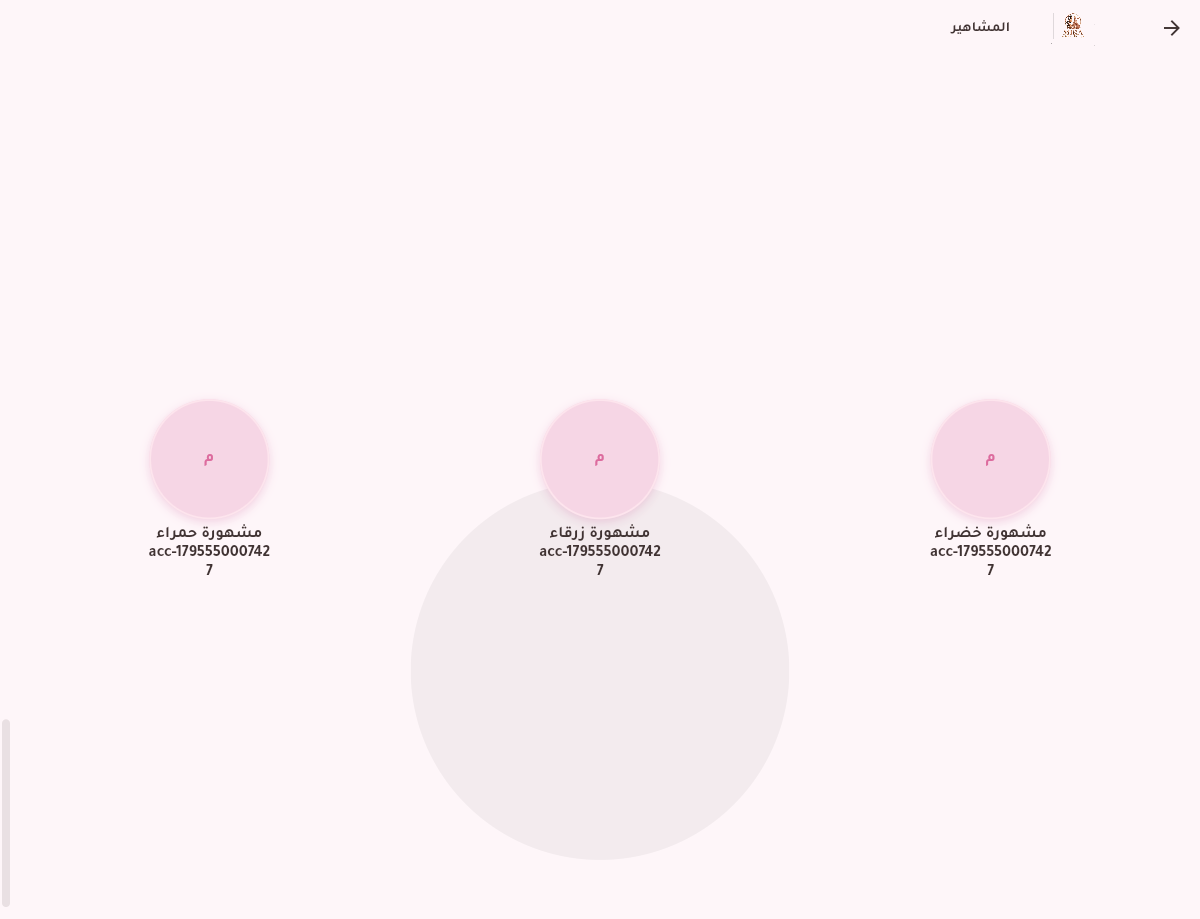 المشاهير
م
مشهورة خضراء
acc-179555000742
7
م
مشهورة زرقاء
acc-179555000742
7
م
مشهورة حمراء
acc-179555000742
7